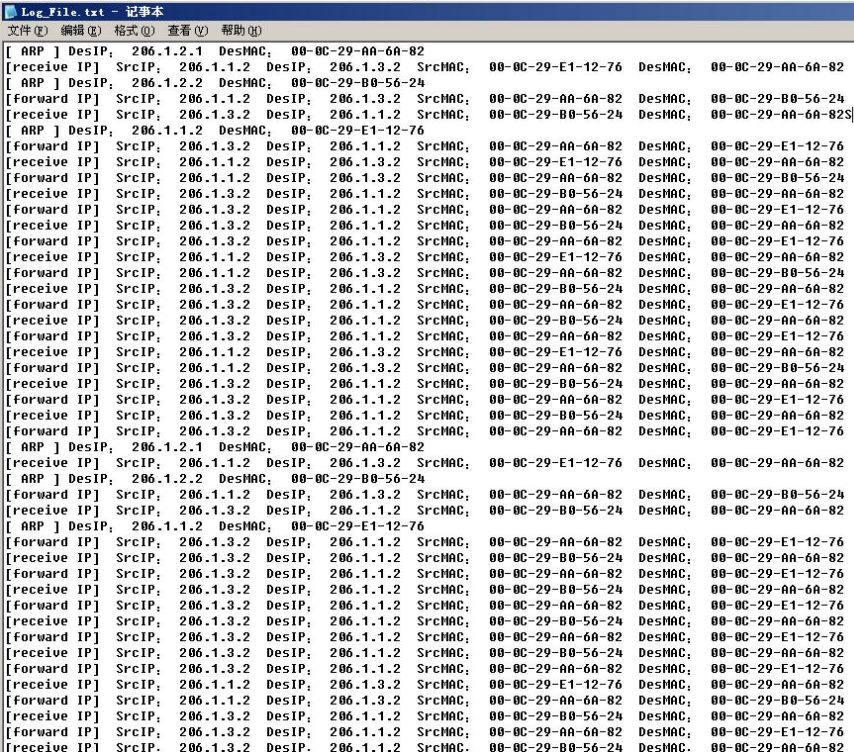 Log_File.txt - 记事本
文件(F) 编辑(E) 格式(O) 查看(V) 帮助(H)
[ ARP ] DesIP： 206.1.2.1 DesMAC： 00-0C-29-AA-6A-82
[receive IP] SrcIP： 206.1.1.2 DesIP： 206.1.3.2 SrcMAC： 00-0C-29-E1-12-76 DesMAC： 00-0C-29-AA-6A-82
[ ARP ] DesIP： 206.1.2.2 DesMAC： 00-0C-29-B0-56-24
[forward IP] SrcIP： 206.1.1.2 DesIP： 206.1.3.2 SrcMAC： 00-0C-29-AA-6A-82 DesMAC： 00-0C-29-B0-56-24
[receive IP] SrcIP： 206.1.3.2 DesIP： 206.1.1.2 SrcMAC： 00-0C-29-B0-56-24 DesMAC： 00-0C-29-AA-6A-82S
[ ARP ] DesIP： 206.1.1.2 DesMAC： 00-0C-29-E1-12-76
[forward IP] SrcIP： 206.1.3.2 DesIP： 206.1.1.2 SrcMAC： 00-0C-29-AA-6A-82 DesMAC： 00-0C-29-E1-12-76
[receive IP] SrcIP： 206.1.1.2 DesIP： 206.1.3.2 SrcMAC： 00-0C-29-E1-12-76 DesMAC： 00-0C-29-AA-6A-82
[forward IP] SrcIP： 206.1.1.2 DesIP： 206.1.3.2 SrcMAC： 00-0C-29-AA-6A-82 DesMAC： 00-0C-29-B0-56-24
[receive IP] SrcIP： 206.1.3.2 DesIP： 206.1.1.2 SrcMAC： 00-0C-29-B0-56-24 DesMAC： 00-0C-29-AA-6A-82
[forward IP] SrcIP： 206.1.3.2 DesIP： 206.1.1.2 SrcMAC： 00-0C-29-AA-6A-82 DesMAC： 00-0C-29-E1-12-76
[receive IP] SrcIP： 206.1.3.2 DesIP： 206.1.1.2 SrcMAC： 00-0C-29-B0-56-24 DesMAC： 00-0C-29-AA-6A-82
[forward IP] SrcIP： 206.1.3.2 DesIP： 206.1.1.2 SrcMAC： 00-0C-29-AA-6A-82 DesMAC： 00-0C-29-E1-12-76
[receive IP] SrcIP： 206.1.1.2 DesIP： 206.1.3.2 SrcMAC： 00-0C-29-E1-12-76 DesMAC： 00-0C-29-AA-6A-82
[forward IP] SrcIP： 206.1.1.2 DesIP： 206.1.3.2 SrcMAC： 00-0C-29-AA-6A-82 DesMAC： 00-0C-29-B0-56-24
[receive IP] SrcIP： 206.1.3.2 DesIP： 206.1.1.2 SrcMAC： 00-0C-29-B0-56-24 DesMAC： 00-0C-29-AA-6A-82
[forward IP] SrcIP： 206.1.3.2 DesIP： 206.1.1.2 SrcMAC： 00-0C-29-AA-6A-82 DesMAC： 00-0C-29-E1-12-76
[receive IP] SrcIP： 206.1.3.2 DesIP： 206.1.1.2 SrcMAC： 00-0C-29-B0-56-24 DesMAC： 00-0C-29-AA-6A-82
[forward IP] SrcIP： 206.1.3.2 DesIP： 206.1.1.2 SrcMAC： 00-0C-29-AA-6A-82 DesMAC： 00-0C-29-E1-12-76
[receive IP] SrcIP： 206.1.1.2 DesIP： 206.1.3.2 SrcMAC： 00-0C-29-E1-12-76 DesMAC： 00-0C-29-AA-6A-82
[forward IP] SrcIP： 206.1.1.2 DesIP： 206.1.3.2 SrcMAC： 00-0C-29-AA-6A-82 DesMAC： 00-0C-29-B0-56-24
[receive IP] SrcIP： 206.1.3.2 DesIP： 206.1.1.2 SrcMAC： 00-0C-29-B0-56-24 DesMAC： 00-0C-29-AA-6A-82
[forward IP] SrcIP： 206.1.3.2 DesIP： 206.1.1.2 SrcMAC： 00-0C-29-AA-6A-82 DesMAC： 00-0C-29-E1-12-76
[receive IP] SrcIP： 206.1.3.2 DesIP： 206.1.1.2 SrcMAC： 00-0C-29-B0-56-24 DesMAC： 00-0C-29-AA-6A-82
[forward IP] SrcIP： 206.1.3.2 DesIP： 206.1.1.2 SrcMAC： 00-0C-29-AA-6A-82 DesMAC： 00-0C-29-E1-12-76
[ ARP ] DesIP： 206.1.2.1 DesMAC： 00-0C-29-AA-6A-82
[receive IP] SrcIP： 206.1.1.2 DesIP： 206.1.3.2 SrcMAC： 00-0C-29-E1-12-76 DesMAC： 00-0C-29-AA-6A-82
[ ARP ] DesIP： 206.1.2.2 DesMAC： 00-0C-29-B0-56-24
[forward IP] SrcIP： 206.1.1.2 DesIP： 206.1.3.2 SrcMAC： 00-0C-29-AA-6A-82 DesMAC： 00-0C-29-B0-56-24
[receive IP] SrcIP： 206.1.3.2 DesIP： 206.1.1.2 SrcMAC： 00-0C-29-B0-56-24 DesMAC： 00-0C-29-AA-6A-82
[ ARP ] DesIP： 206.1.1.2 DesMAC： 00-0C-29-E1-12-76
[forward IP] SrcIP： 206.1.3.2 DesIP： 206.1.1.2 SrcMAC： 00-0C-29-AA-6A-82 DesMAC： 00-0C-29-E1-12-76
[receive IP] SrcIP： 206.1.3.2 DesIP： 206.1.1.2 SrcMAC： 00-0C-29-B0-56-24 DesMAC： 00-0C-29-AA-6A-82
[forward IP] SrcIP： 206.1.3.2 DesIP： 206.1.1.2 SrcMAC： 00-0C-29-AA-6A-82 DesMAC： 00-0C-29-E1-12-76
[receive IP] SrcIP： 206.1.3.2 DesIP： 206.1.1.2 SrcMAC： 00-0C-29-B0-56-24 DesMAC： 00-0C-29-AA-6A-82
[forward IP] SrcIP： 206.1.3.2 DesIP： 206.1.1.2 SrcMAC： 00-0C-29-AA-6A-82 DesMAC： 00-0C-29-E1-12-76
[receive IP] SrcIP： 206.1.3.2 DesIP： 206.1.1.2 SrcMAC： 00-0C-29-B0-56-24 DesMAC： 00-0C-29-AA-6A-82
[forward IP] SrcIP： 206.1.3.2 DesIP： 206.1.1.2 SrcMAC： 00-0C-29-AA-6A-82 DesMAC： 00-0C-29-E1-12-76
[receive IP] SrcIP： 206.1.3.2 DesIP： 206.1.1.2 SrcMAC： 00-0C-29-B0-56-24 DesMAC： 00-0C-29-AA-6A-82
[forward IP] SrcIP： 206.1.3.2 DesIP： 206.1.1.2 SrcMAC： 00-0C-29-AA-6A-82 DesMAC： 00-0C-29-E1-12-76
[receive IP] SrcIP： 206.1.1.2 DesIP： 206.1.3.2 SrcMAC： 00-0C-29-E1-12-76 DesMAC： 00-0C-29-AA-6A-82
[forward IP] SrcIP： 206.1.1.2 DesIP： 206.1.3.2 SrcMAC： 00-0C-29-AA-6A-82 DesMAC： 00-0C-29-B0-56-24
[receive IP] SrcIP： 206.1.3.2 DesIP： 206.1.1.2 SrcMAC： 00-0C-29-B0-56-24 DesMAC： 00-0C-29-AA-6A-82
[forward IP] SrcIP： 206.1.3.2 DesIP： 206.1.1.2 SrcMAC： 00-0C-29-AA-6A-82 DesMAC： 00-0C-29-E1-12-76
[receive IP] SrcIP： 206.1.3.2 DesIP： 206.1.1.2 SrcMAC： 00-0C-29-B0-56-24 DesMAC： 00-0C-29-AA-6A-82